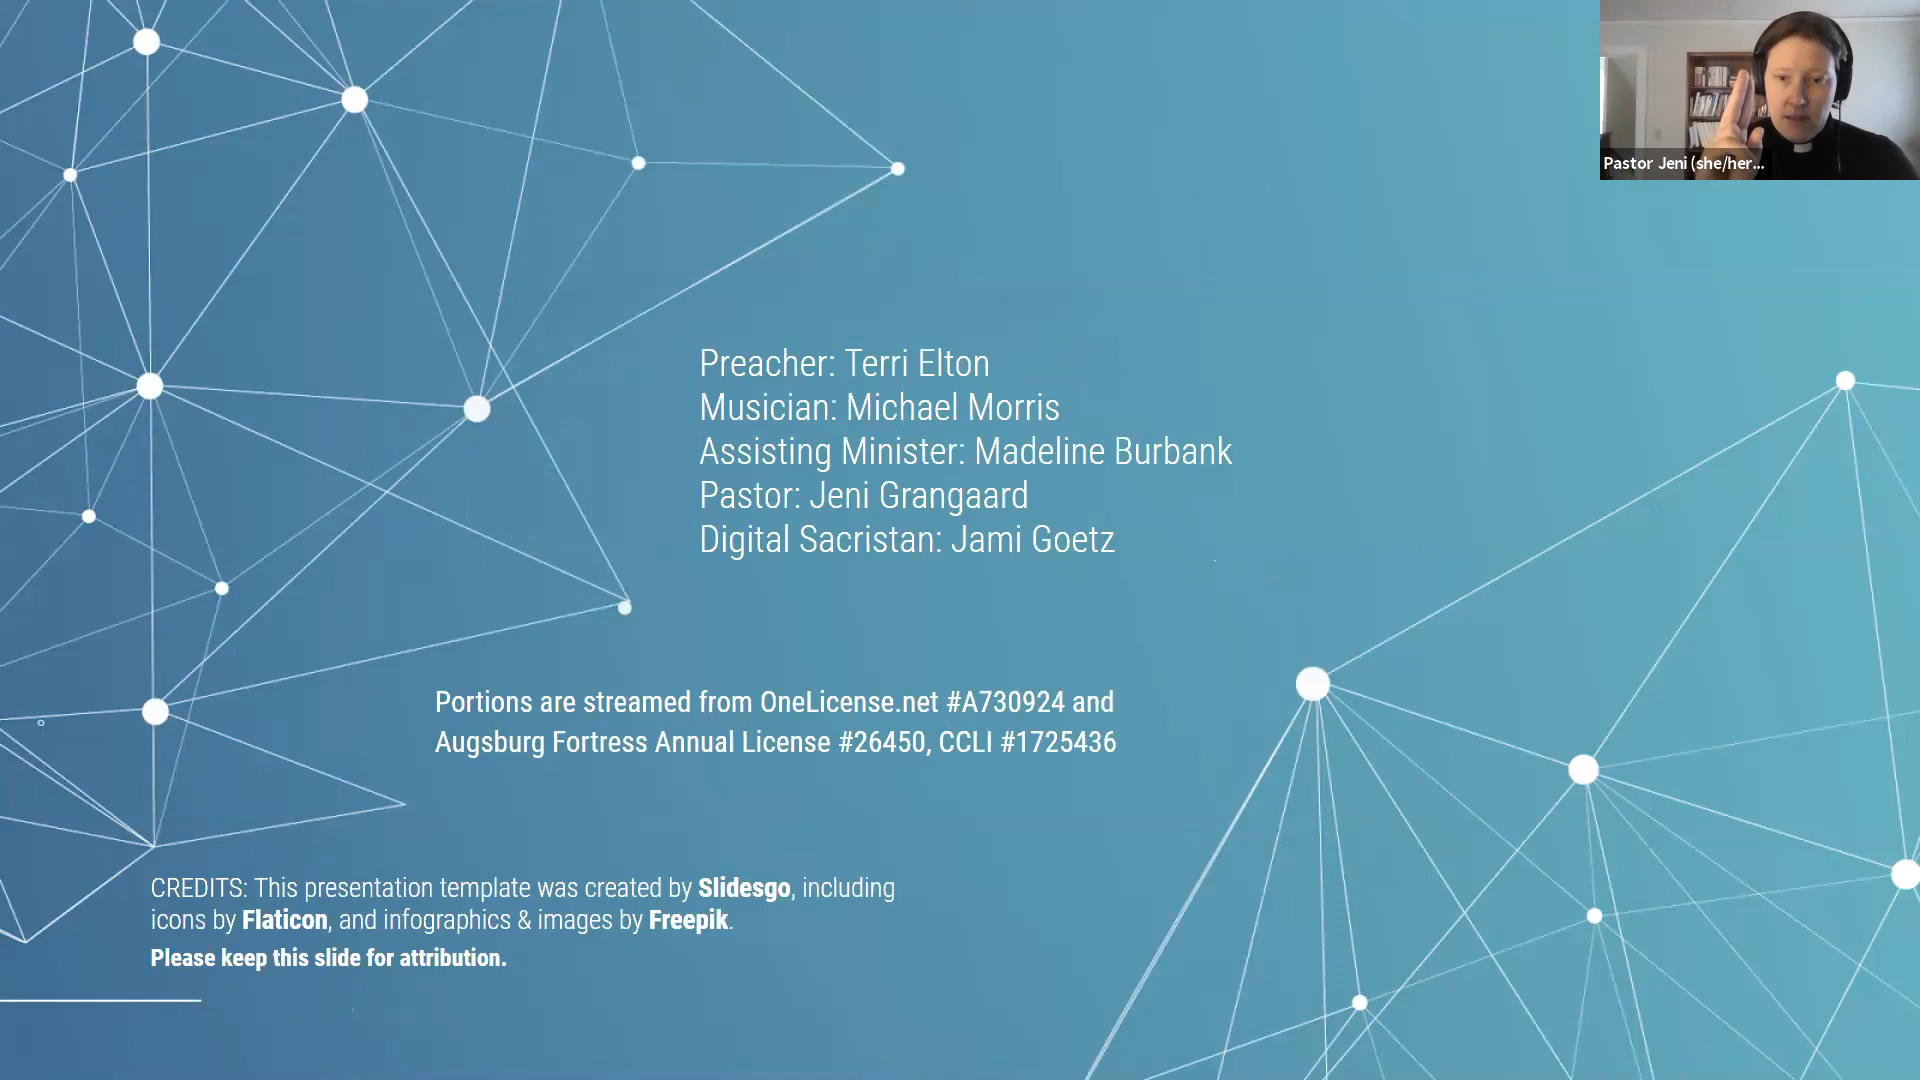 Pastor Jeni (she/her...
Preacher: Terri Elton
Musician: Michael Morris
Assisting Minister: Madeline Burbank
Pastor: Jeni Grangaard
Digital Sacristan: Jami Goetz
Portions are streamed from OneLicense.net #A730924 and
Augsburg Fortress Annual License #26450, CCLI #1725436
CREDITS: This presentation template was created by Slidesgo, including
icons by Flaticon, and infographics & images by Freepik.
Please keep this slide for attribution.